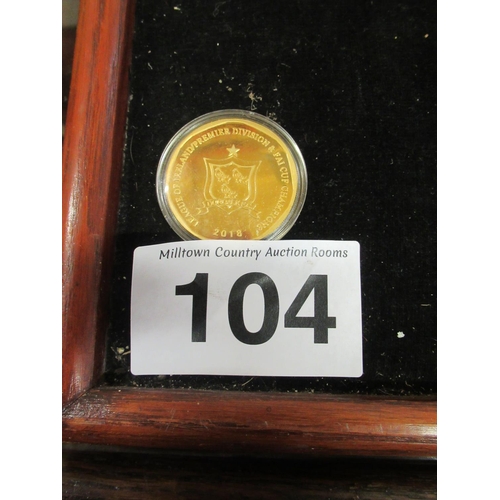 LEAGUE OF IRELAND/PREMIER DIVISION & FAI CUP CHAMPIONS
2018
Milltown Country Auction Rooms
104